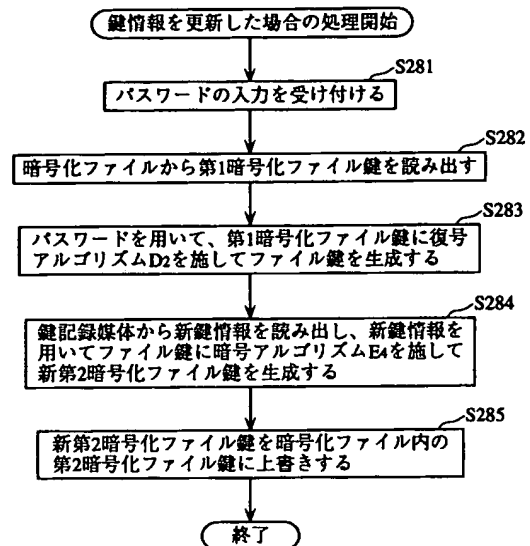 鍵情報を更新した場合の処理開始
S281
パスワードの入力を受け付ける
S282
暗号化ファイルから第1暗号化ファイル鍵を読み出す
S283
パスワードを用いて、第1暗号化ファイル鍵に復号
アルゴリズムD2を施してファイル鍵を生成する
S284
鍵記録媒体から新鍵情報を読み出し、新鍵情報を
用いてファイル鍵に暗号アルゴリズムE4を施して
新第2暗号化ファイル鍵を生成する
S285
新第2暗号化ファイル鍵を暗号化ファイル内の
第2暗号化ファイル鍵に上書きする
終了